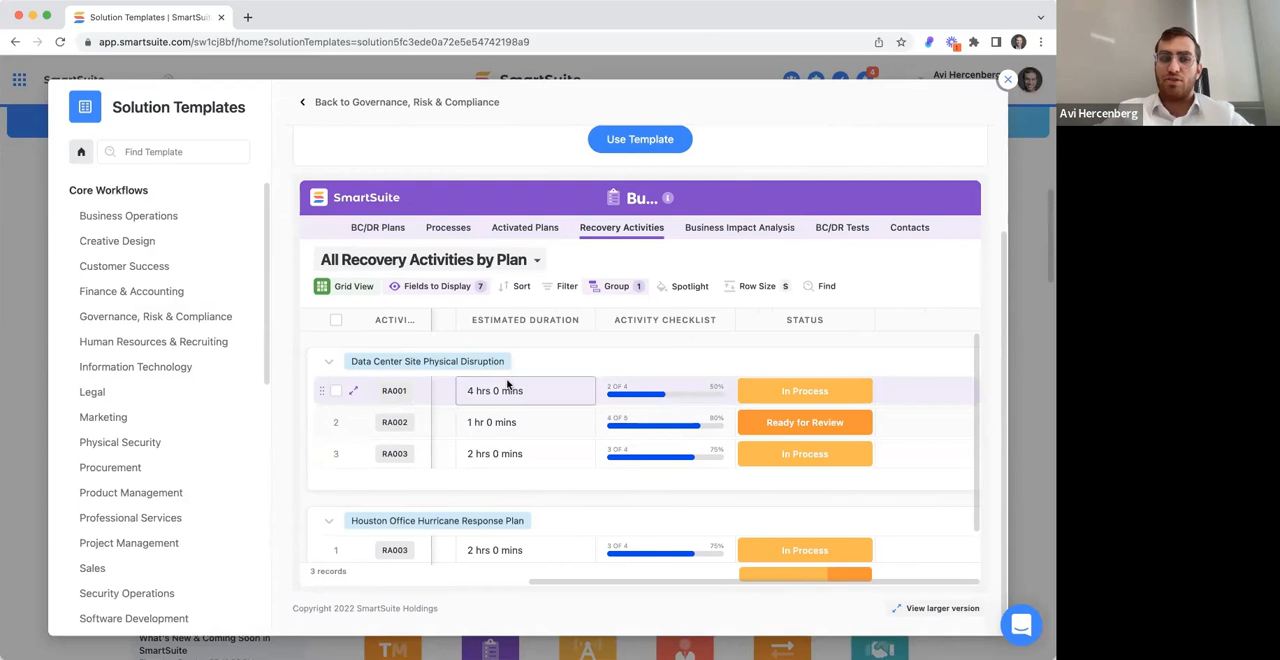 Solution Templates | SmartSui
app.smartsuite.com/sw1cj8bf/home?solutionTemplates=solution5fc3ede0a72e5e54742198a9
SmartSuite
4
Avi Hercenberg
Avi Hercenberg
Solution Templates
Back to Governance, Risk & Compliance
Find Template
Use Template
Core Workflows
Business Operations
Creative Design
Customer Success
Finance & Accounting
Governance, Risk & Compliance
Human Resources & Recruiting
Information Technology
Legal
Marketing
Physical Security
Procurement
Product Management
Professional Services
Project Management
Sales
Security Operations
Software Development
SmartSuite
Bu...
BC/DR Plans Processes Activated Plans Recovery Activities Business Impact Analysis BC/DR Tests Contacts
All Recovery Activities by Plan
Grid View Fields to Display 7 Sort Filter Group 1 Spotlight Row Size S Find
ACTIVI... ESTIMATED DURATION ACTIVITY CHECKLIST STATUS
Data Center Site Physical Disruption
RA001 4 hrs 0 mins 2 OF 4 50% In Process
2 RA002 1 hr 0 mins 4 OF 5 80% Ready for Review
3 RA003 2 hrs 0 mins 3 OF 4 75% In Process
Houston Office Hurricane Response Plan
1 RA003 2 hrs 0 mins 3 OF 4 75% In Process
3 records
Copyright 2022 SmartSuite Holdings
View larger version
What's New & Coming Soon in
SmartSuite